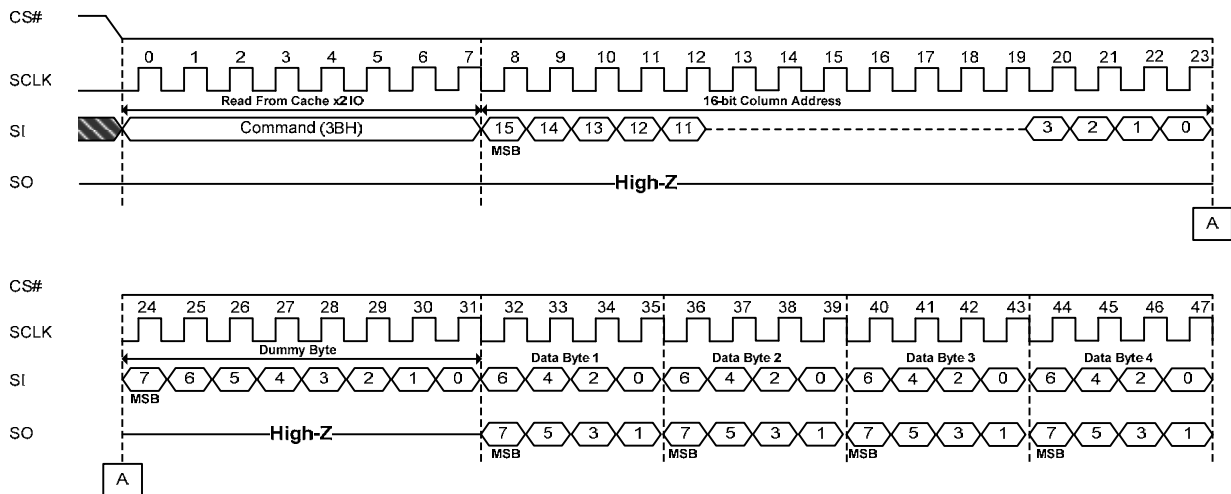 CS#
0 1 2 3 4 5 6 7 8 9 10 11 12 13 14 15 16 17 18 19 20 21 22 23
SCLK
Read From Cache x2 IO 16-bit Column Address
SI Command (3BH) 15 14 13 12 11 3 2 1 0
MSB
SO High-Z
A
CS#
24 25 26 27 28 29 30 31 32 33 34 35 36 37 38 39 40 41 42 43 44 45 46 47
SCLK
Dummy Byte Data Byte 1 Data Byte 2 Data Byte 3 Data Byte 4
SI 7 6 5 4 3 2 1 0 6 4 2 0 6 4 2 0 6 4 2 0 6 4 2 0
MSB
SO High-Z 7 5 3 1 7 5 3 1 7 5 3 1 7 5 3 1
MSB MSB MSB MSB
A